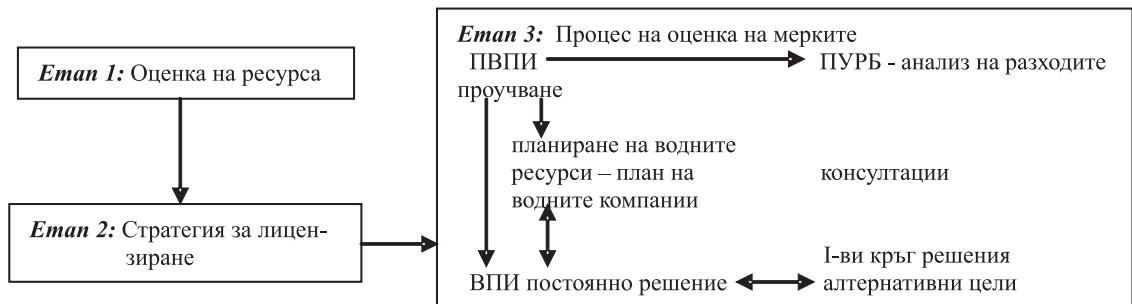 Етап 1: Оценка на ресурса
Етап 2: Стратегия за лицен-
зиране
Етап 3: Процес на оценка на мерките
ПВПИ
проучване
ПУРБ - анализ на разходите
планиране на водните
ресурси – план на
водните компании
консултации
ВПИ постоянно решение
I-ви кръг решения
алтернативни цели